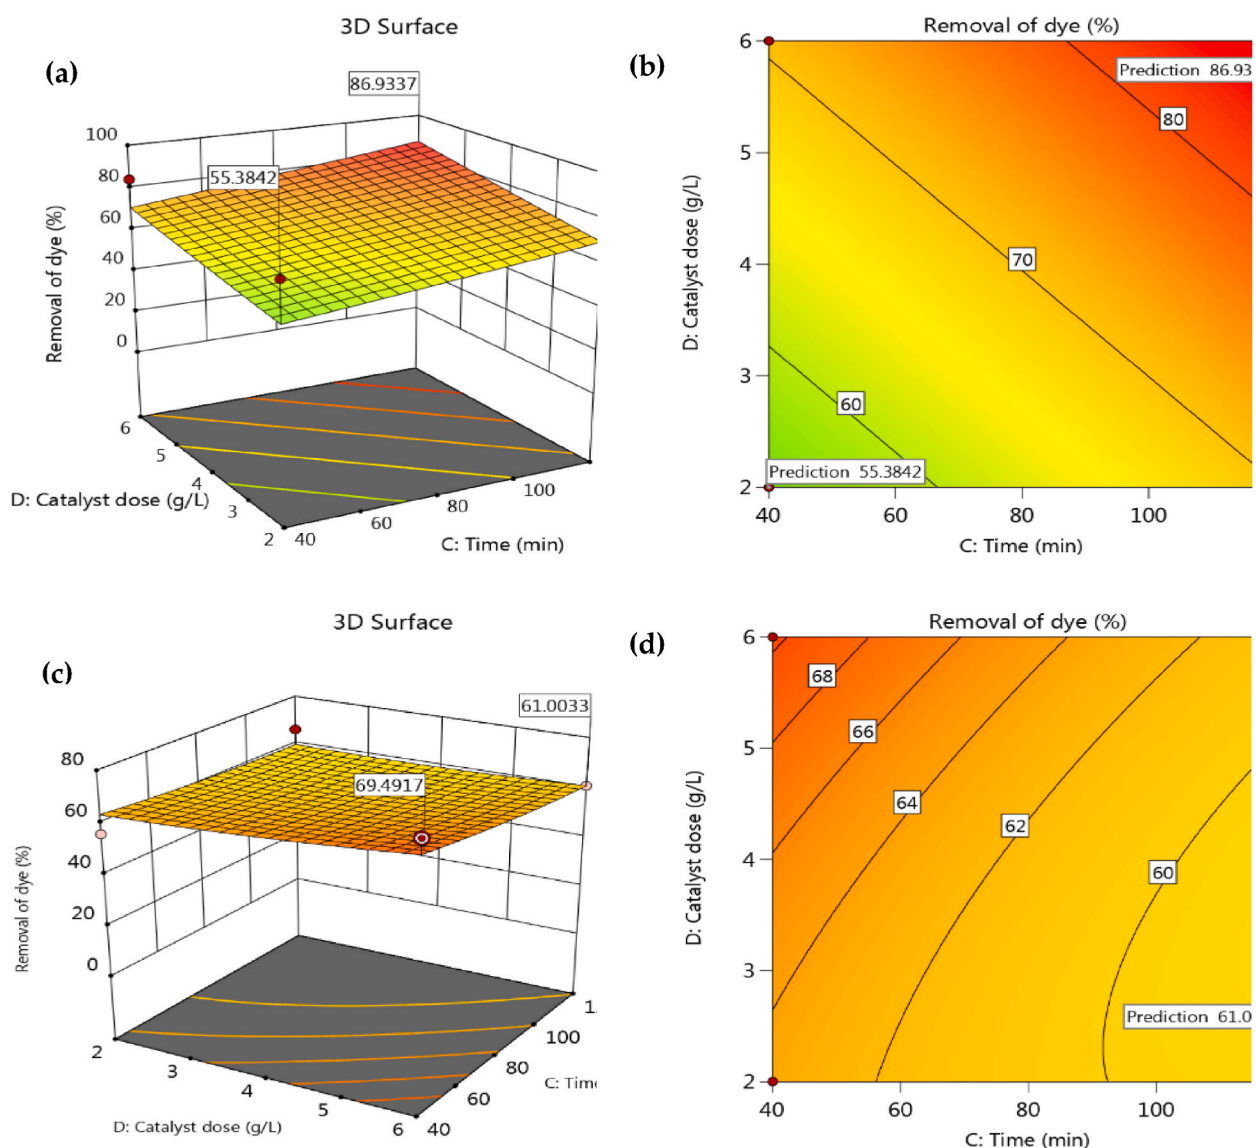 3D Surface
(a)
86.9337
55.3842
100
80
60
40
20
0
Removal of dye (%)
6
5
4
3
2
D: Catalyst dose (g/L)
40
60
80
100
C: Time (min)
Removal of dye (%)
(b)
6
5
4
3
2
D: Catalyst dose (g/L)
Prediction 86.93
80
70
60
Prediction 55.3842
40
80
100
C: Time (min)
3D Surface
(c)
61.0033
69.4917
80
60
40
20
0
Removal of dye (%)
2
3
4
5
6
D: Catalyst dose (g/L)
40
60
80
100
1
C: Time
Removal of dye (%)
(d)
6
5
4
3
2
D: Catalyst dose (g/L)
68
66
64
62
60
Prediction 61.0
40
60
80
100
C: Time (min)